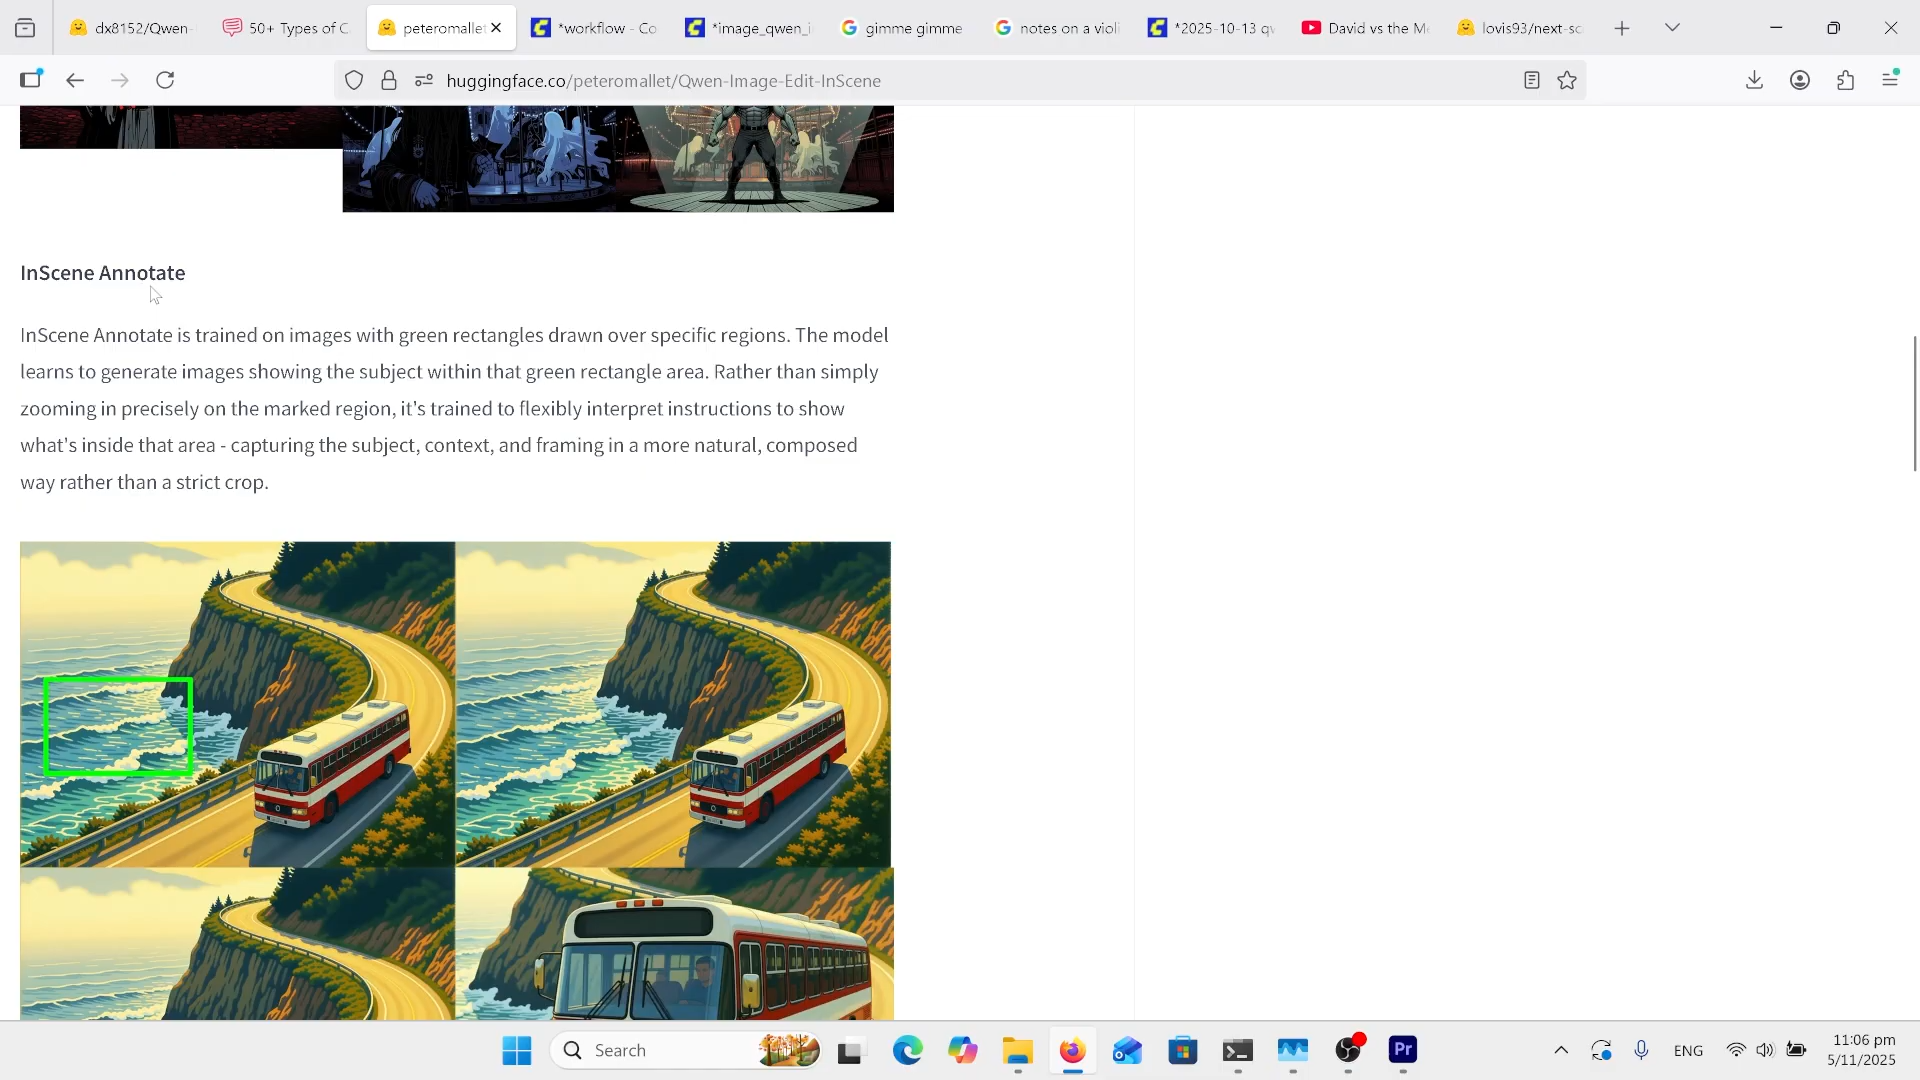 dx8152/Qwen-
50+ Types of C
peteromallet
*workflow - Co
*image_qwen_i
gimme gimme
notes on a violi
*2025-10-13 qw
David vs the Me
lovis93/next-sc
huggingface.co/peteromallet/Qwen-Image-Edit-InScene
InScene Annotate
InScene Annotate is trained on images with green rectangles drawn over specific regions. The model
learns to generate images showing the subject within that green rectangle area. Rather than simply
zooming in precisely on the marked region, it's trained to flexibly interpret instructions to show
what's inside that area - capturing the subject, context, and framing in a more natural, composed
way rather than a strict crop.
Search
Pr
ENG
11:06 pm
5/11/2025